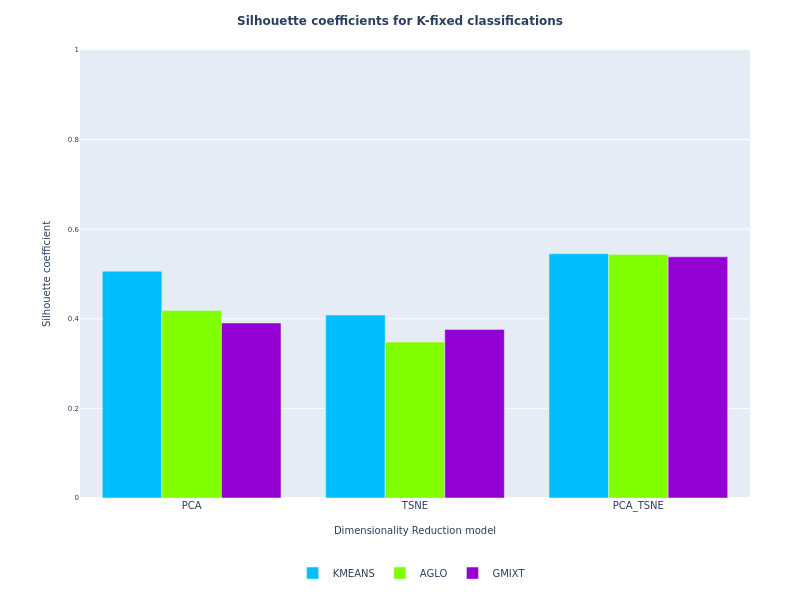 Silhouette coefficients for K-fixed classifications
1
0.8
0.6
0.4
0.2
0
Silhouette coefficient
PCA TSNE PCA_TSNE
Dimensionality Reduction model
KMEANS AGLO GMIXT